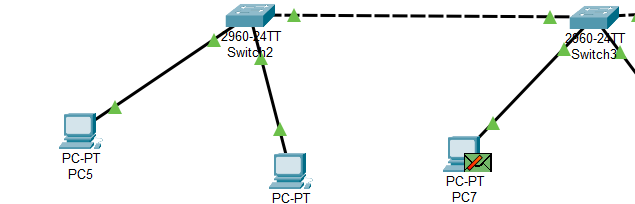 2960-24TT
Switch2
2960-24TT
Switch3
PC-PT
PC5
PC-PT
PC-PT
PC7